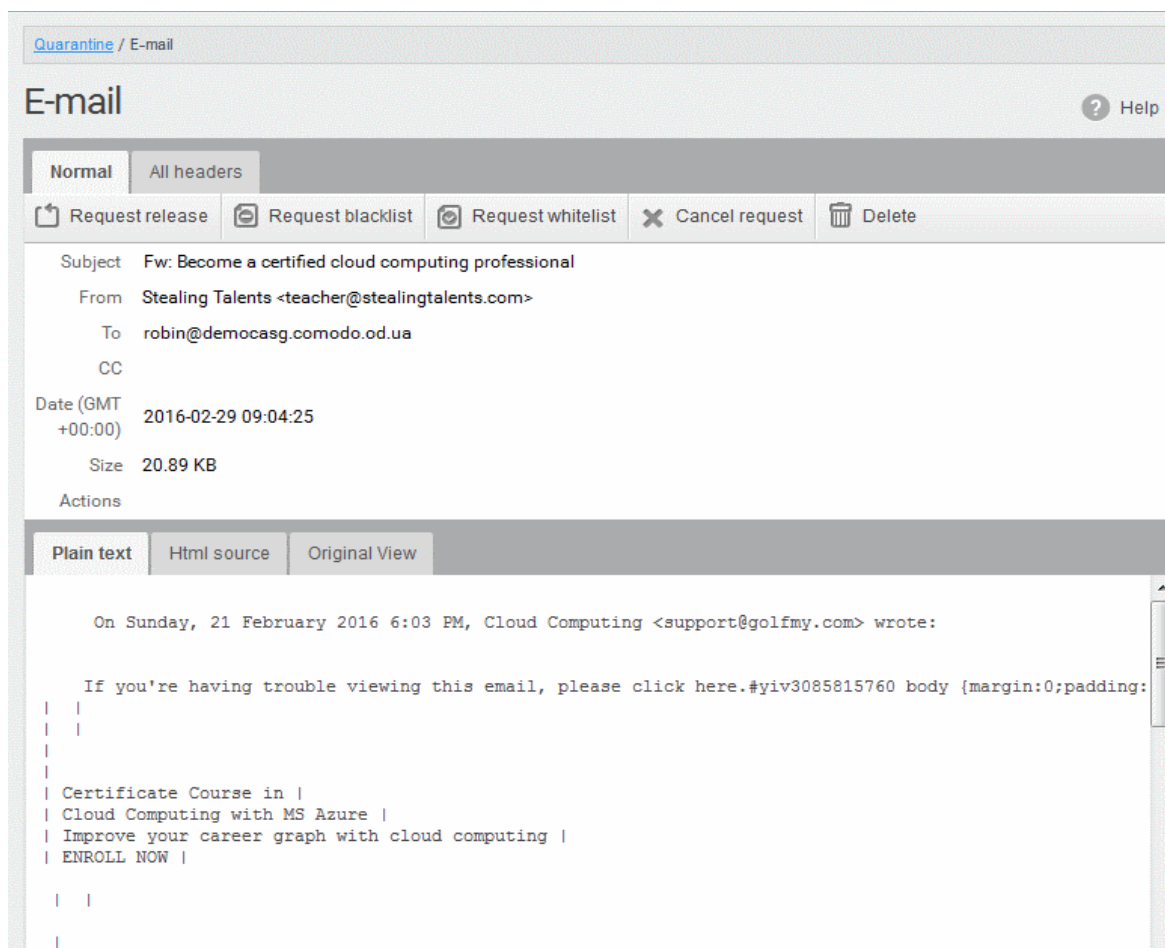 Quarantine / E-mail
E-mail
Help
Normal All headers
Request release Request blacklist Request whitelist Cancel request Delete
Subject Fw: Become a certified cloud computing professional
From Stealing Talents <teacher@stealingtalents.com>
To robin@democasg.comodo.od.ua
CC
Date (GMT
+00:00) 2016-02-29 09:04:25
Size 20.89 KB
Actions
Plain text Html source Original View
On Sunday, 21 February 2016 6:03 PM, Cloud Computing <support@golfmy.com> wrote:
If you're having trouble viewing this email, please click here.#yiv3085815760 body {margin:0;padding:
| |
| |
|
|
| Certificate Course in |
| Cloud Computing with MS Azure |
| Improve your career graph with cloud computing |
| ENROLL NOW |
| |
|